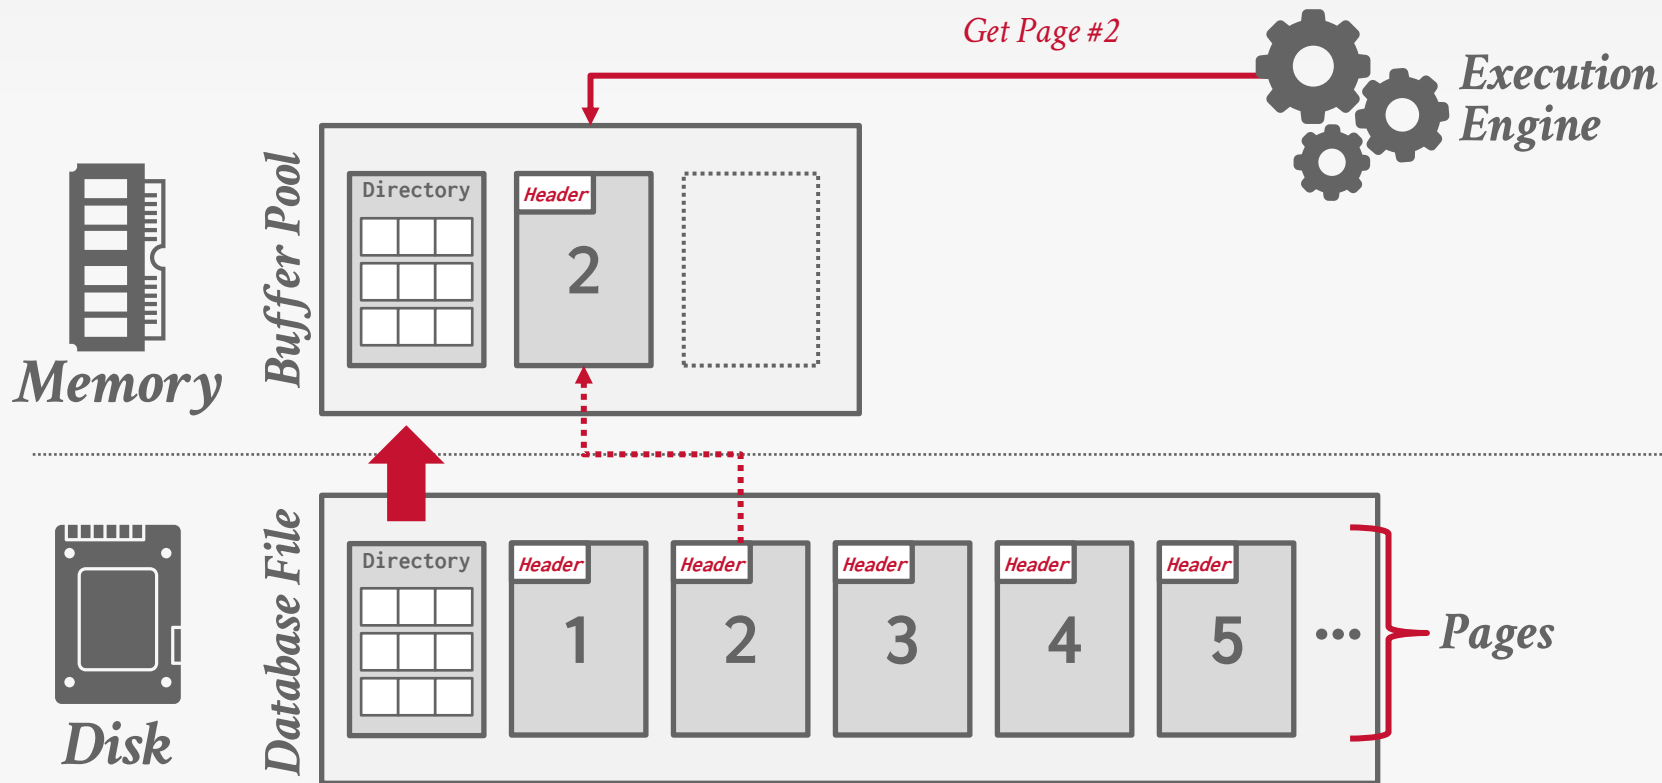 Get Page #2
Execution
Engine
Buffer Pool
Directory
Header
2
Memory
Database File
Directory
Header
1
Header
2
Header
3
Header
4
Header
5
...
Pages
Disk